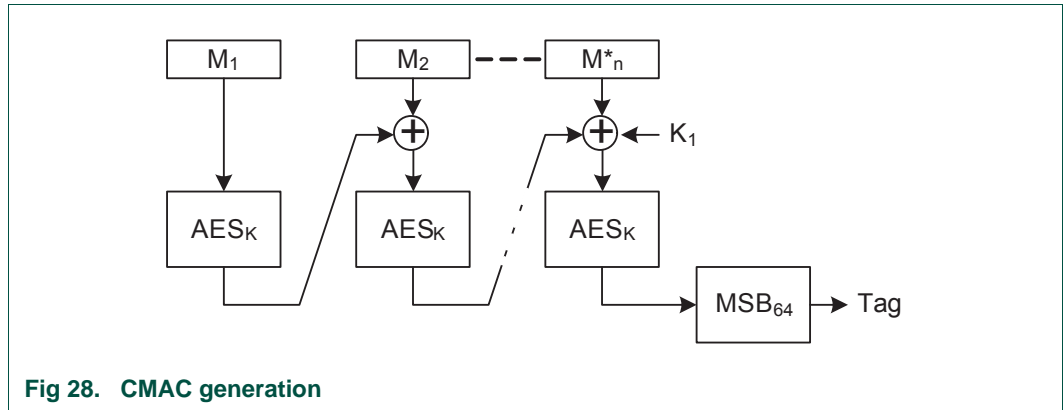 M₁ M₂ M*ₙ
+ + K₁
AESₖ AESₖ AESₖ
MSB₆₄ Tag
Fig 28. CMAC generation